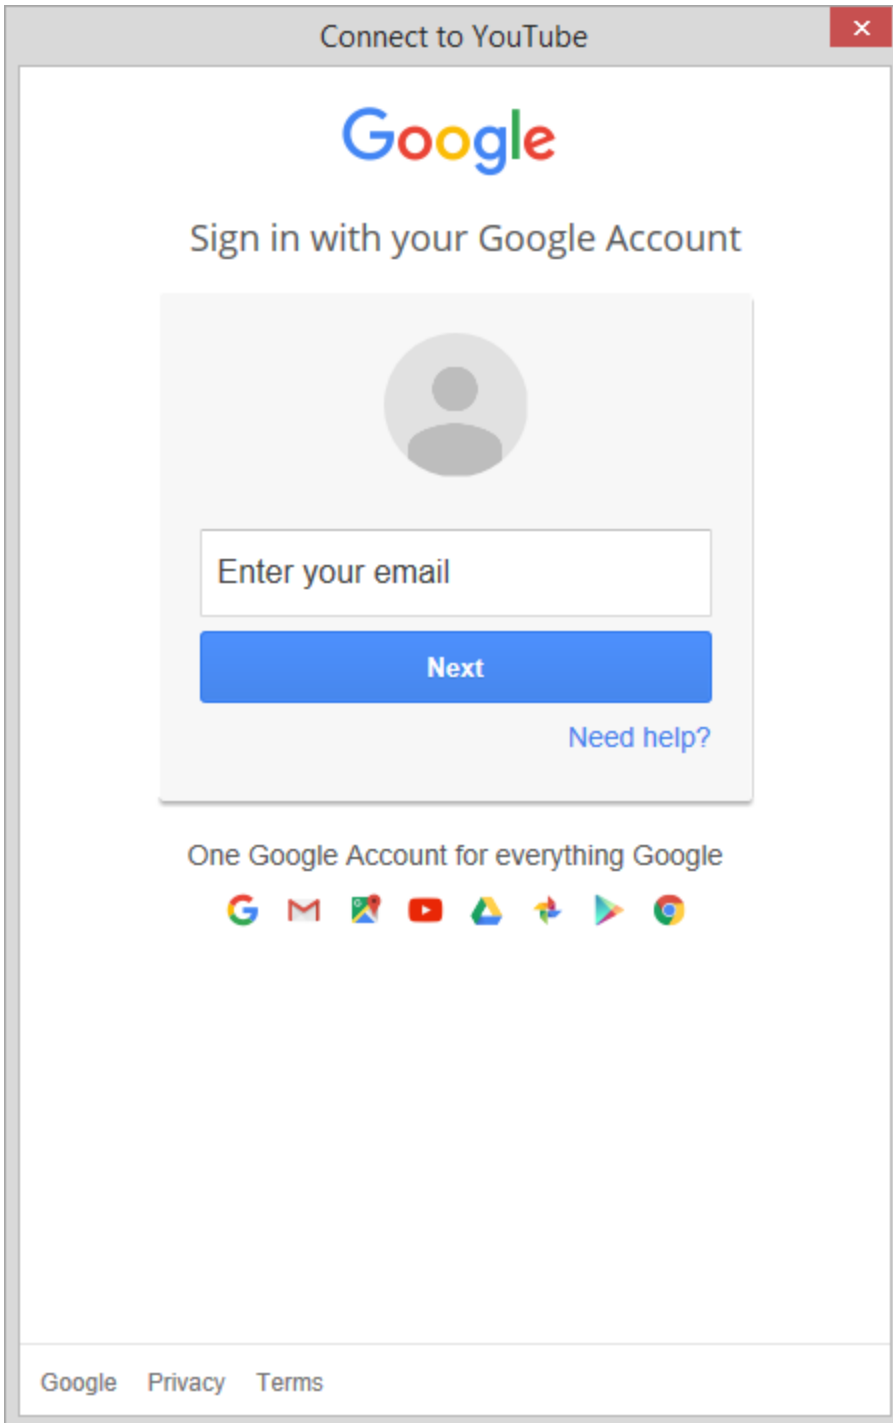 Connect to YouTube
Google
Sign in with your Google Account
Enter your email
Next
Need help?
One Google Account for everything Google
Google Privacy Terms